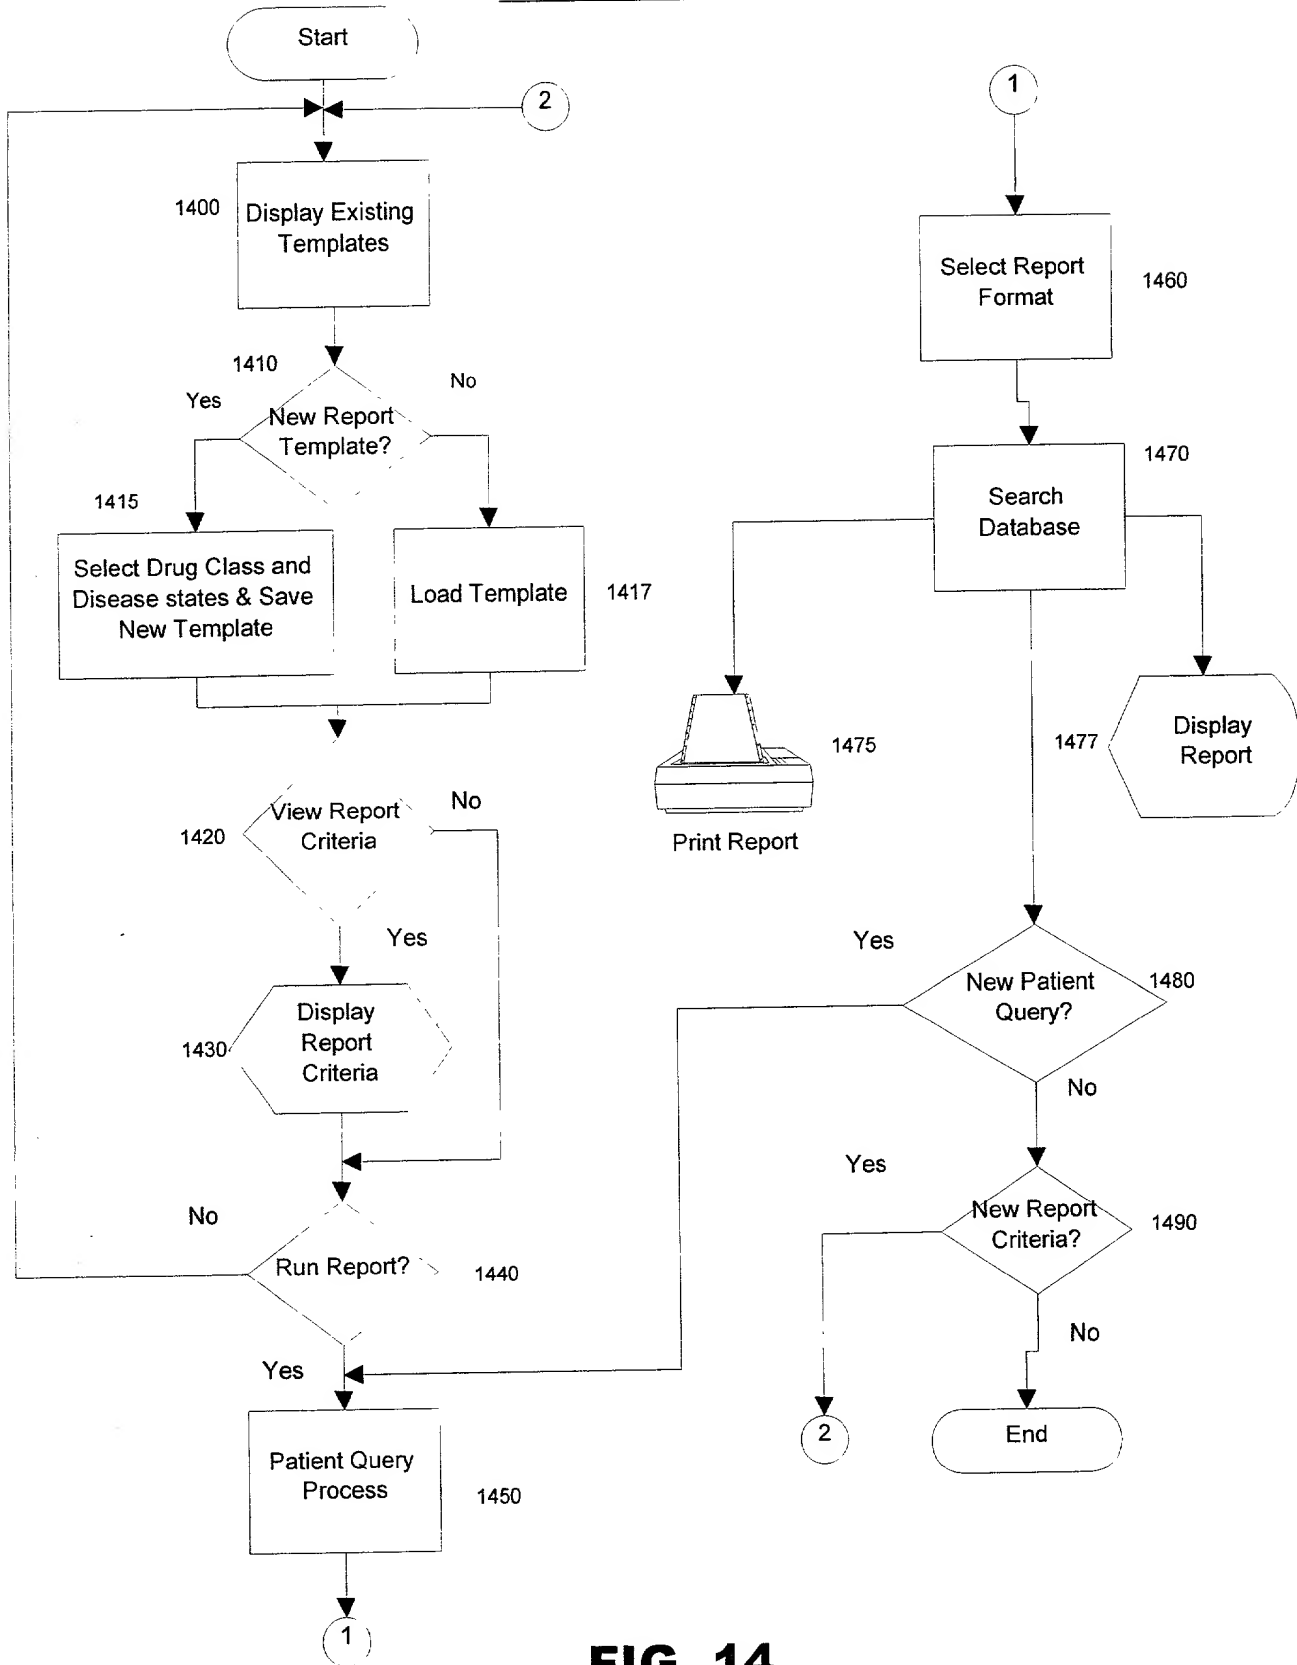 Start
2
1400
Display Existing
Templates
1410
Yes
No
New Report
Template?
1415
Select Drug Class and
Disease states & Save
New Template
Load Template
1417
View Report
Criteria
No
1420
Yes
Display
Report
Criteria
1430
No
Run Report?
1440
Yes
Patient Query
Process
1450
1
1
Select Report
Format
1460
1470
Search
Database
1475
Print Report
1477
Display
Report
Yes
New Patient
Query?
1480
No
Yes
New Report
Criteria?
1490
No
2
End
FIG. 14